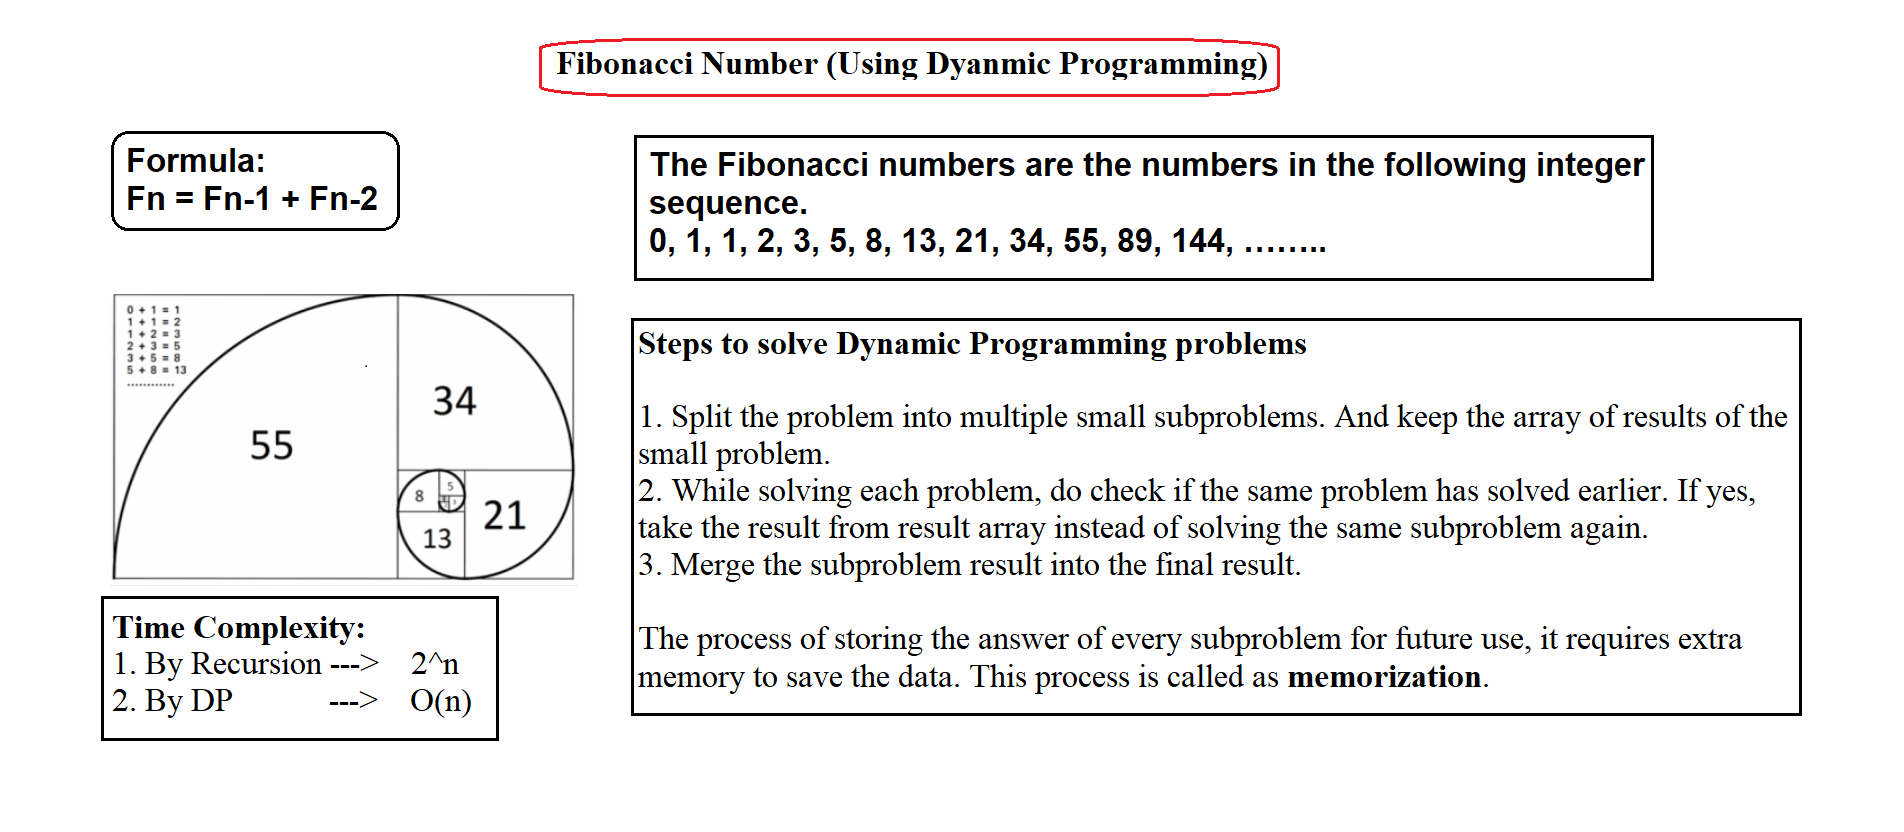 Fibonacci Number (Using Dyanmic Programming)
Formula:
Fn = Fn-1 + Fn-2
The Fibonacci numbers are the numbers in the following integer
sequence.
0, 1, 1, 2, 3, 5, 8, 13, 21, 34, 55, 89, 144, ........
0 + 1 = 1
1 + 1 = 2
1 + 2 = 3
2 + 3 = 5
3 + 5 = 8
5 + 8 = 13
............
55
34
8
5
21
13
Steps to solve Dynamic Programming problems
1. Split the problem into multiple small subproblems. And keep the array of results of the
small problem.
2. While solving each problem, do check if the same problem has solved earlier. If yes,
take the result from result array instead of solving the same subproblem again.
3. Merge the subproblem result into the final result.
The process of storing the answer of every subproblem for future use, it requires extra
memory to save the data. This process is called as memorization.
Time Complexity:
1. By Recursion ---> 2^n
2. By DP ---> O(n)